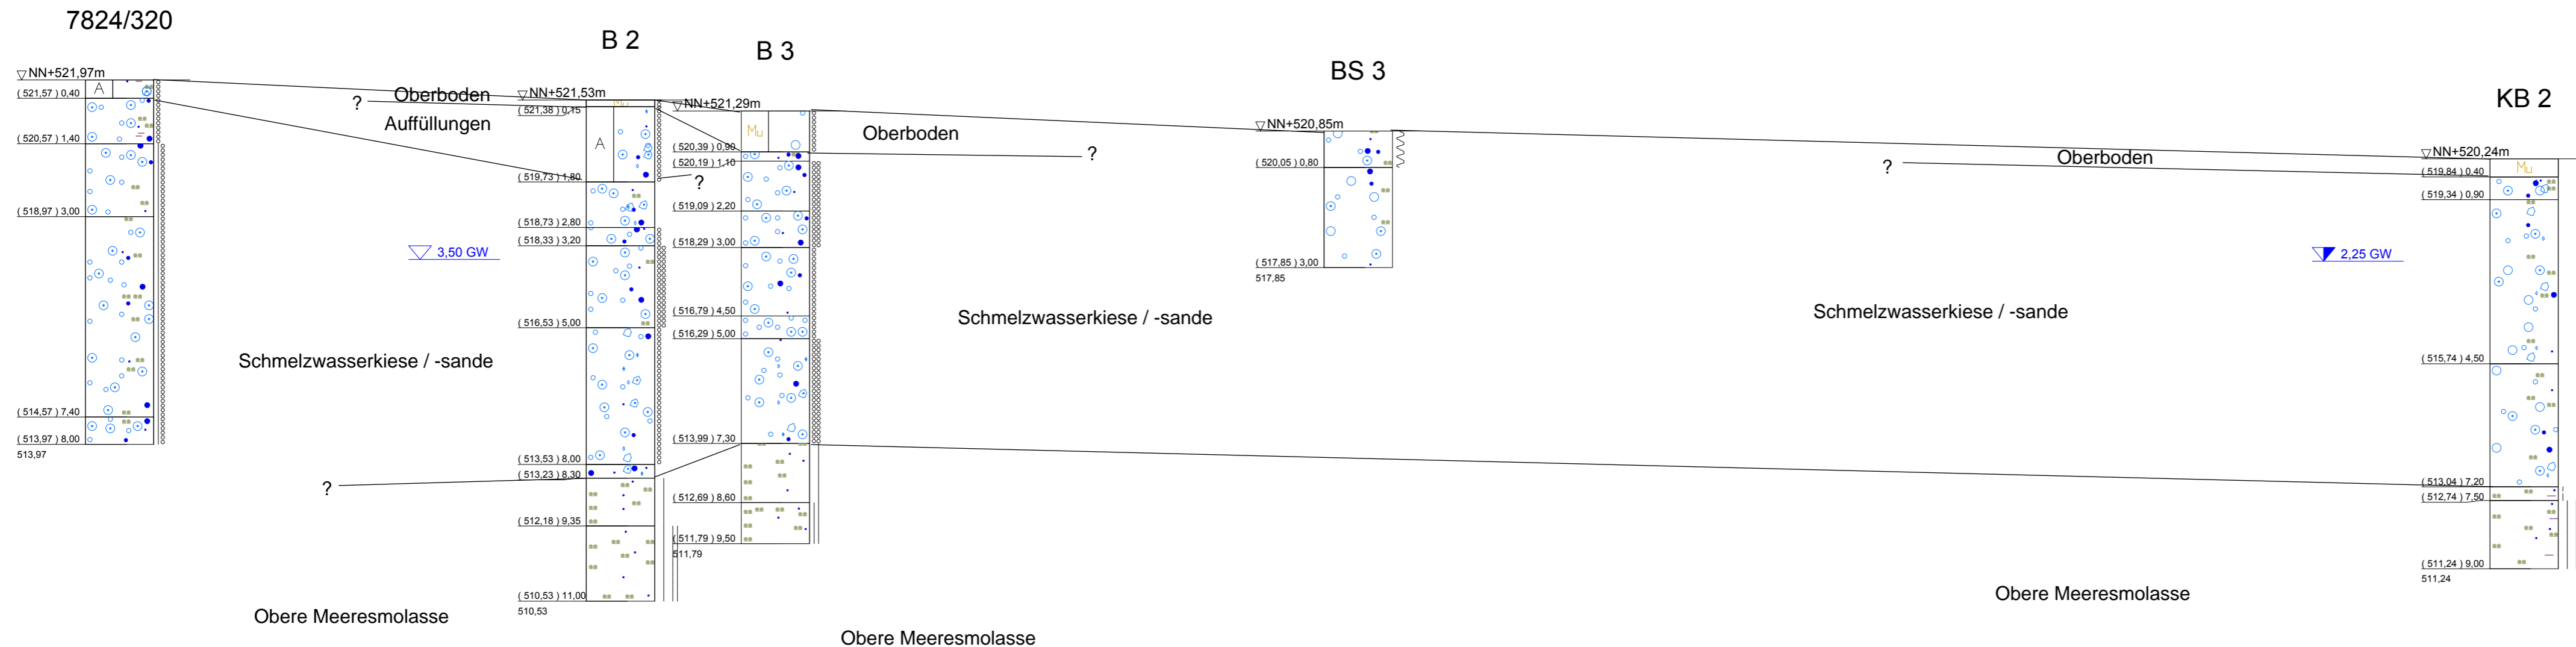 7824/320
NN+521,97m
A
( 521,57 ) 0,40
( 520,57 ) 1,40
( 518,97 ) 3,00
( 514,57 ) 7,40
( 513,97 ) 8,00
513,97
?
Oberboden
Auffüllungen
3,50 GW
Schmelzwasserkiese / -sande
?
Obere Meeresmolasse
B 2
NN+521,53m
Mu
( 521,38 ) 0,15
A
( 519,73 ) 1,80
( 518,73 ) 2,80
( 518,33 ) 3,20
( 516,53 ) 5,00
( 513,53 ) 8,00
( 513,23 ) 8,30
( 512,18 ) 9,35
( 510,53 ) 11,00
510,53
?
B 3
NN+521,29m
Mu
( 520,39 ) 0,90
( 520,19 ) 1,10
( 519,09 ) 2,20
( 518,29 ) 3,00
( 516,79 ) 4,50
( 516,29 ) 5,00
( 513,99 ) 7,30
( 512,69 ) 8,60
( 511,79 ) 9,50
511,79
Oberboden
?
Schmelzwasserkiese / -sande
Obere Meeresmolasse
BS 3
NN+520,85m
( 520,05 ) 0,80
( 517,85 ) 3,00
517,85
?
Oberboden
2,25 GW
Schmelzwasserkiese / -sande
Obere Meeresmolasse
KB 2
NN+520,24m
Mu
( 519,84 ) 0,40
( 519,34 ) 0,90
( 515,74 ) 4,50
( 513,04 ) 7,20
( 512,74 ) 7,50
( 511,24 ) 9,00
511,24